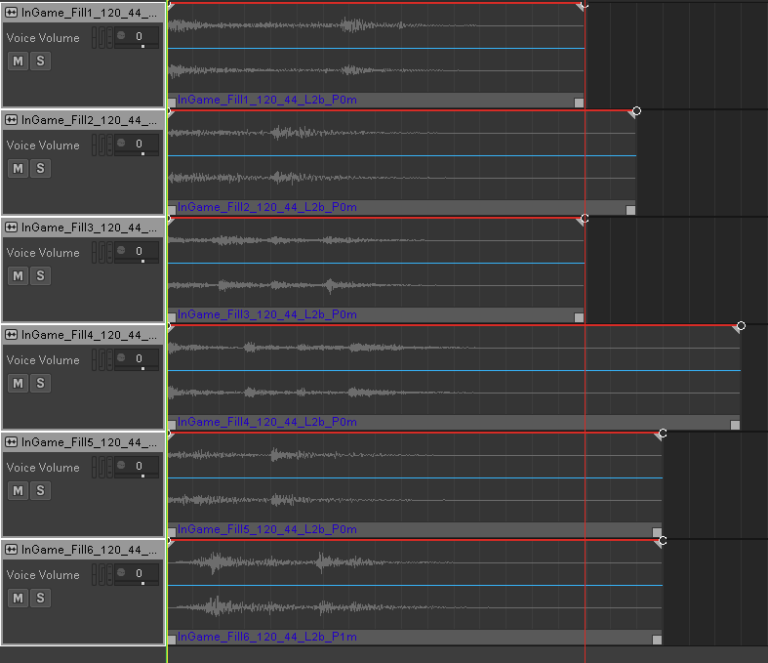 InGame_Fill1_120_44_...
Voice Volume 0
M S
InGame_Fill1_120_44_L2b_P0m
InGame_Fill2_120_44_...
Voice Volume 0
M S
InGame_Fill2_120_44_L2b_P0m
InGame_Fill3_120_44_...
Voice Volume 0
M S
InGame_Fill3_120_44_L2b_P0m
InGame_Fill4_120_44_...
Voice Volume 0
M S
InGame_Fill4_120_44_L2b_P0m
InGame_Fill5_120_44_...
Voice Volume 0
M S
InGame_Fill5_120_44_L2b_P0m
InGame_Fill6_120_44_...
Voice Volume 0
M S
InGame_Fill6_120_44_L2b_P1m